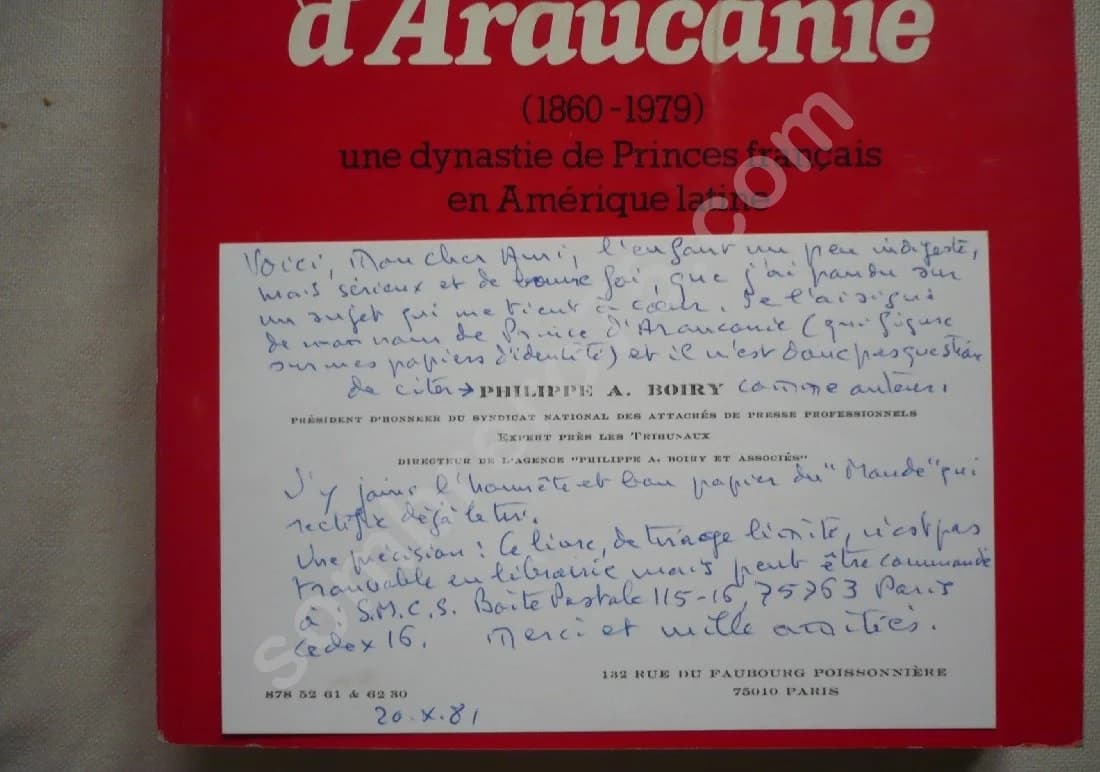 d'Araucanie
(1860-1979)
une dynastie de Princes français
en Amérique latine
Voici, Mon cher Ami, l'enfant un peu indigeste,
mais sérieux et de bonne foi, que j'ai pondu sur
un sujet qui me tient à cœur. Je l'ai signé
de mon nom de Prince d'Araucanie (qui figure
sur mes papiers d'identité) et il n'est donc pas question
de citer → PHILIPPE A. BOIRY comme auteur.
PRÉSIDENT D'HONNEUR DU SYNDICAT NATIONAL DES ATTACHÉS DE PRESSE PROFESSIONNELS
EXPERT PRÈS LES TRIBUNAUX
DIRECTEUR DE L'AGENCE "PHILIPPE A. BOIRY ET ASSOCIÉS"
J'y joins l'honnête et bon papier du "Monde" qui
rectifie déjà le tir.
Une précision : Ce livre, de tirage limité, n'est pas
trouvable en librairie mais peut être commandé
à S.M.C.S. Boite Postale 115-16, 75763 Paris
Cedex 16. Merci et mille amitiés.
132 RUE DU FAUBOURG POISSONNIÈRE
878 52 61 & 62 30
75010 PARIS
20.X.81